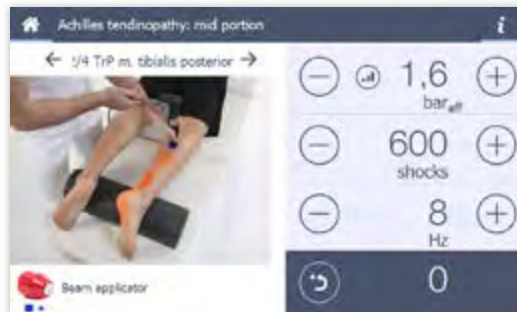 Achilles tendinopathy: mid portion
i
← 2/4 TrP m. tibialis posterior →
1,6
bar eff
600
shocks
8
Hz
0
Beam applicator